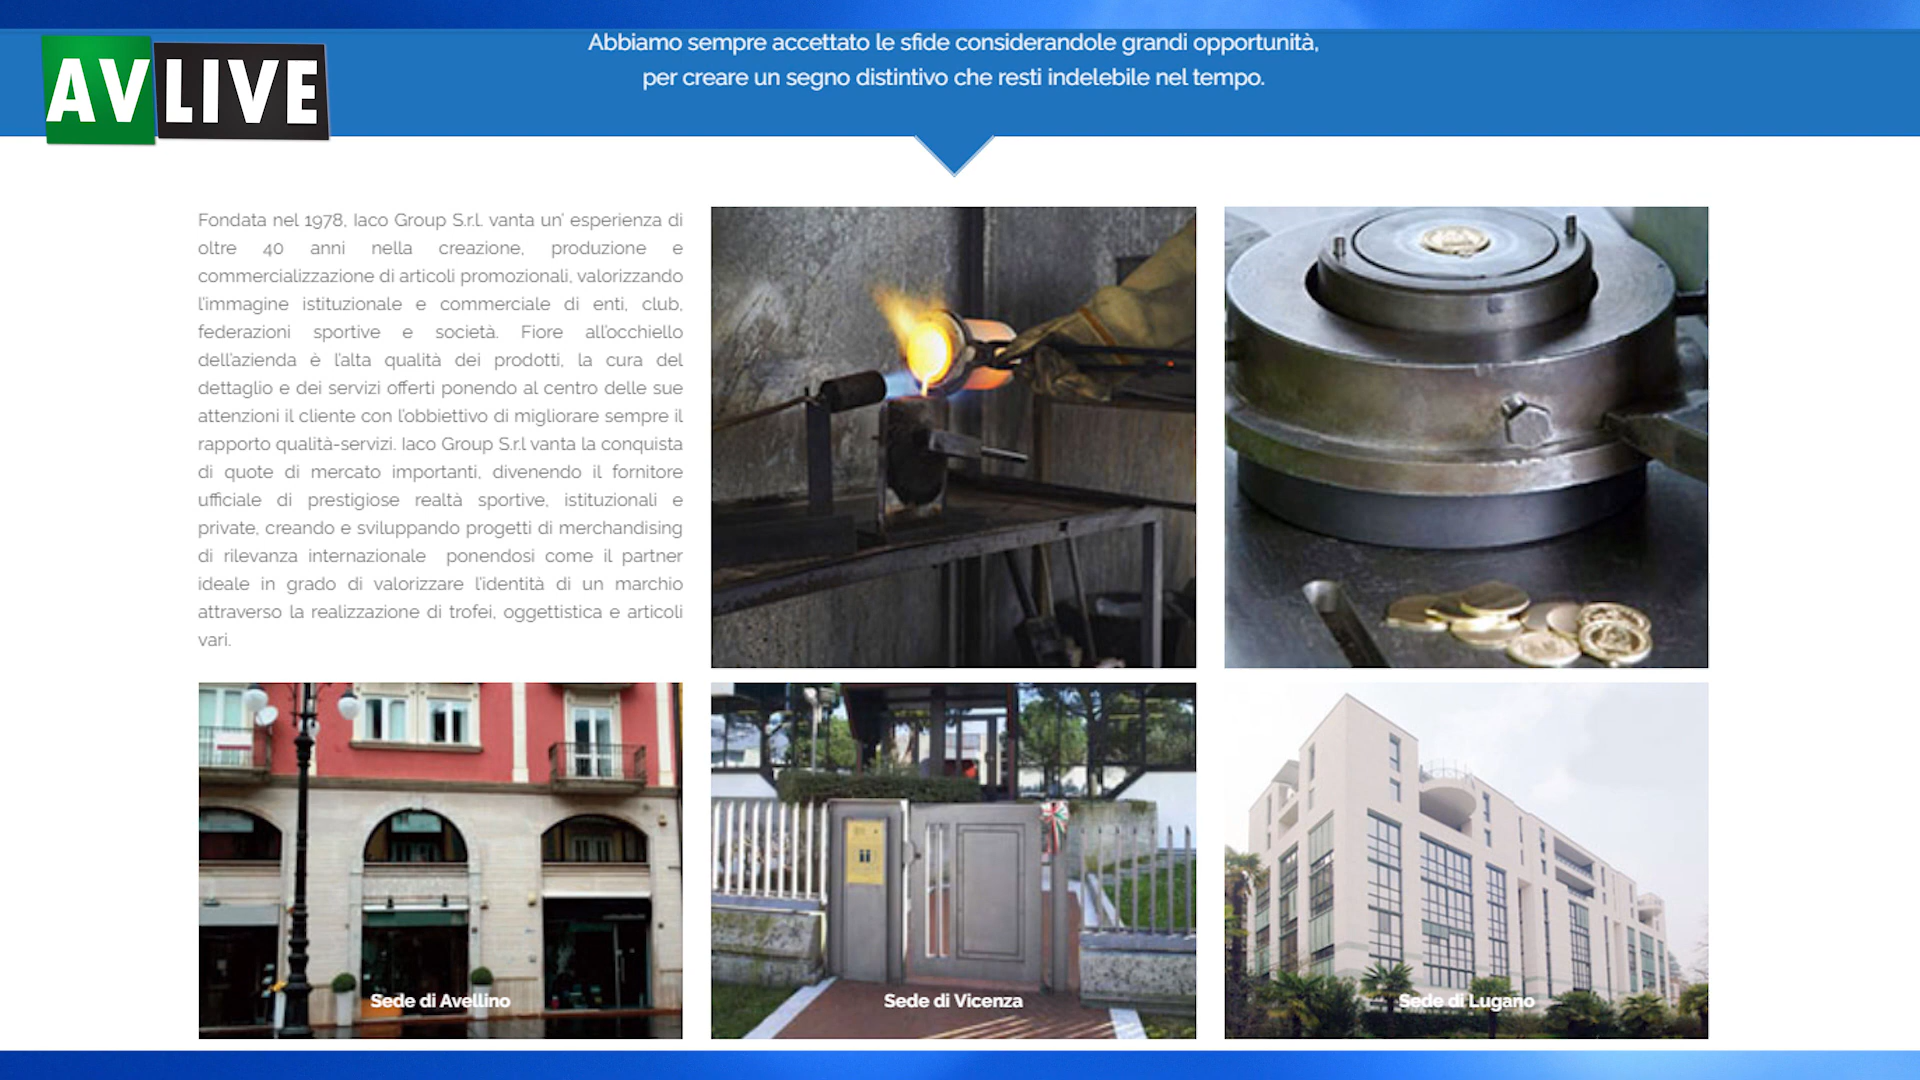 Abbiamo sempre accettato le sfide considerandole grandi opportunità,
per creare un segno distintivo che resti indelebile nel tempo.
AVLIVE
Fondata nel 1978, Iaco Group S.r.l. vanta un' esperienza di
oltre 40 anni nella creazione, produzione e
commercializzazione di articoli promozionali, valorizzando
l'immagine istituzionale e commerciale di enti, club,
federazioni sportive e società. Fiore all'occhiello
dell'azienda è l'alta qualità dei prodotti, la cura del
dettaglio e dei servizi offerti ponendo al centro delle sue
attenzioni il cliente con l'obbiettivo di migliorare sempre il
rapporto qualità-servizi. Iaco Group S.r.l vanta la conquista
di quote di mercato importanti, divenendo il fornitore
ufficiale di prestigiose realtà sportive, istituzionali e
private, creando e sviluppando progetti di merchandising
di rilevanza internazionale ponendosi come il partner
ideale in grado di valorizzare l'identità di un marchio
attraverso la realizzazione di trofei, oggettistica e articoli
vari.
Sede di Avellino
Sede di Vicenza
Sede di Lugano